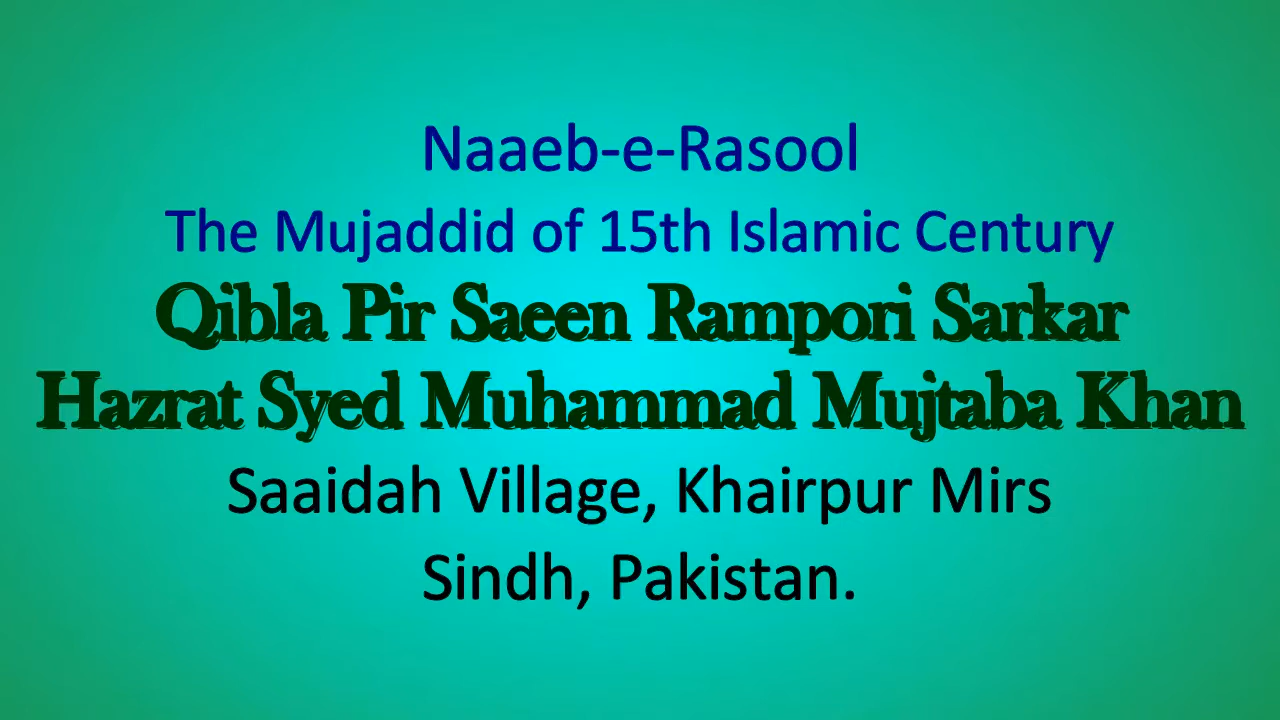 Naaeb-e-Rasool
The Mujaddid of 15th Islamic Century
Qibla Pir Saeen Rampori Sarkar
Hazrat Syed Muhammad Mujtaba Khan
Saaidah Village, Khairpur Mirs
Sindh, Pakistan.